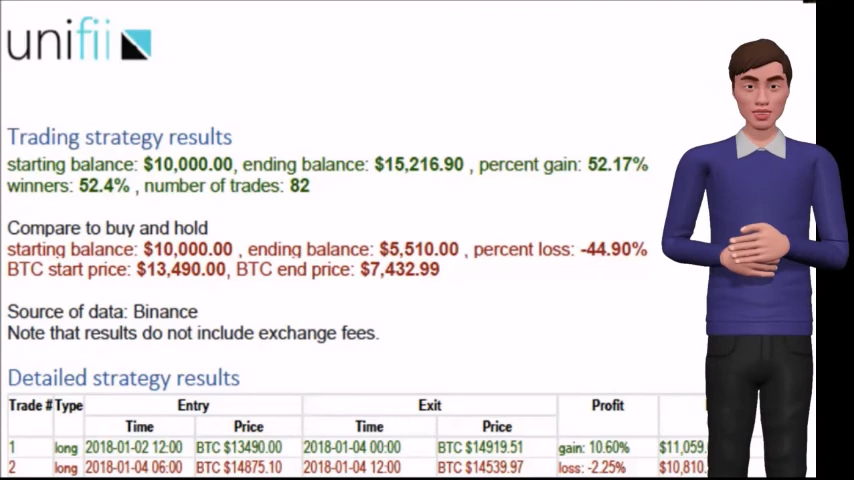 unifii
Trading strategy results
starting balance: $10,000.00, ending balance: $15,216.90 , percent gain: 52.17%
winners: 52.4% , number of trades: 82
Compare to buy and hold
starting balance: $10,000.00 , ending balance: $5,510.00 , percent loss: -44.90%
BTC start price: $13,490.00, BTC end price: $7,432.99
Source of data: Binance
Note that results do not include exchange fees.
Detailed strategy results
Trade # Type Entry Exit Profit
Time Price Time Price
1 long 2018-01-02 12:00 BTC $13490.00 2018-01-04 00:00 BTC $14919.51 gain: 10.60% $11,059.
2 long 2018-01-04 06:00 BTC $14875.10 2018-01-04 12:00 BTC $14539.97 loss: -2.25% $10,810.